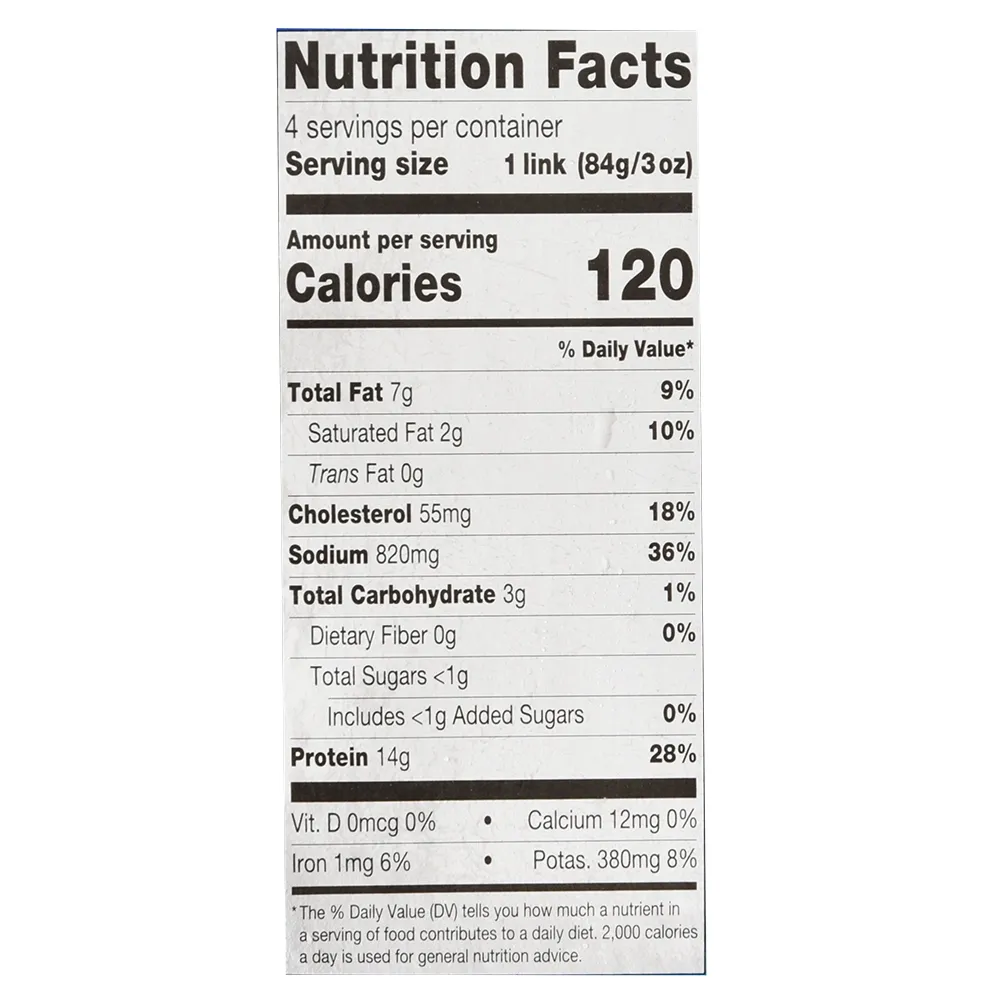 Nutrition Facts
4 servings per container
Serving size 1 link (84g/3 oz)
Amount per serving
Calories 120
% Daily Value*
Total Fat 7g 9%
Saturated Fat 2g 10%
Trans Fat 0g
Cholesterol 55mg 18%
Sodium 820mg 36%
Total Carbohydrate 3g 1%
Dietary Fiber 0g 0%
Total Sugars <1g
Includes <1g Added Sugars 0%
Protein 14g 28%
Vit. D 0mcg 0% • Calcium 12mg 0%
Iron 1mg 6% • Potas. 380mg 8%
*The % Daily Value (DV) tells you how much a nutrient in
a serving of food contributes to a daily diet. 2,000 calories
a day is used for general nutrition advice.